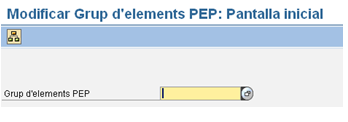 Modificar Grup d'elements PEP: Pantalla inicial
Grup d'elements PEP